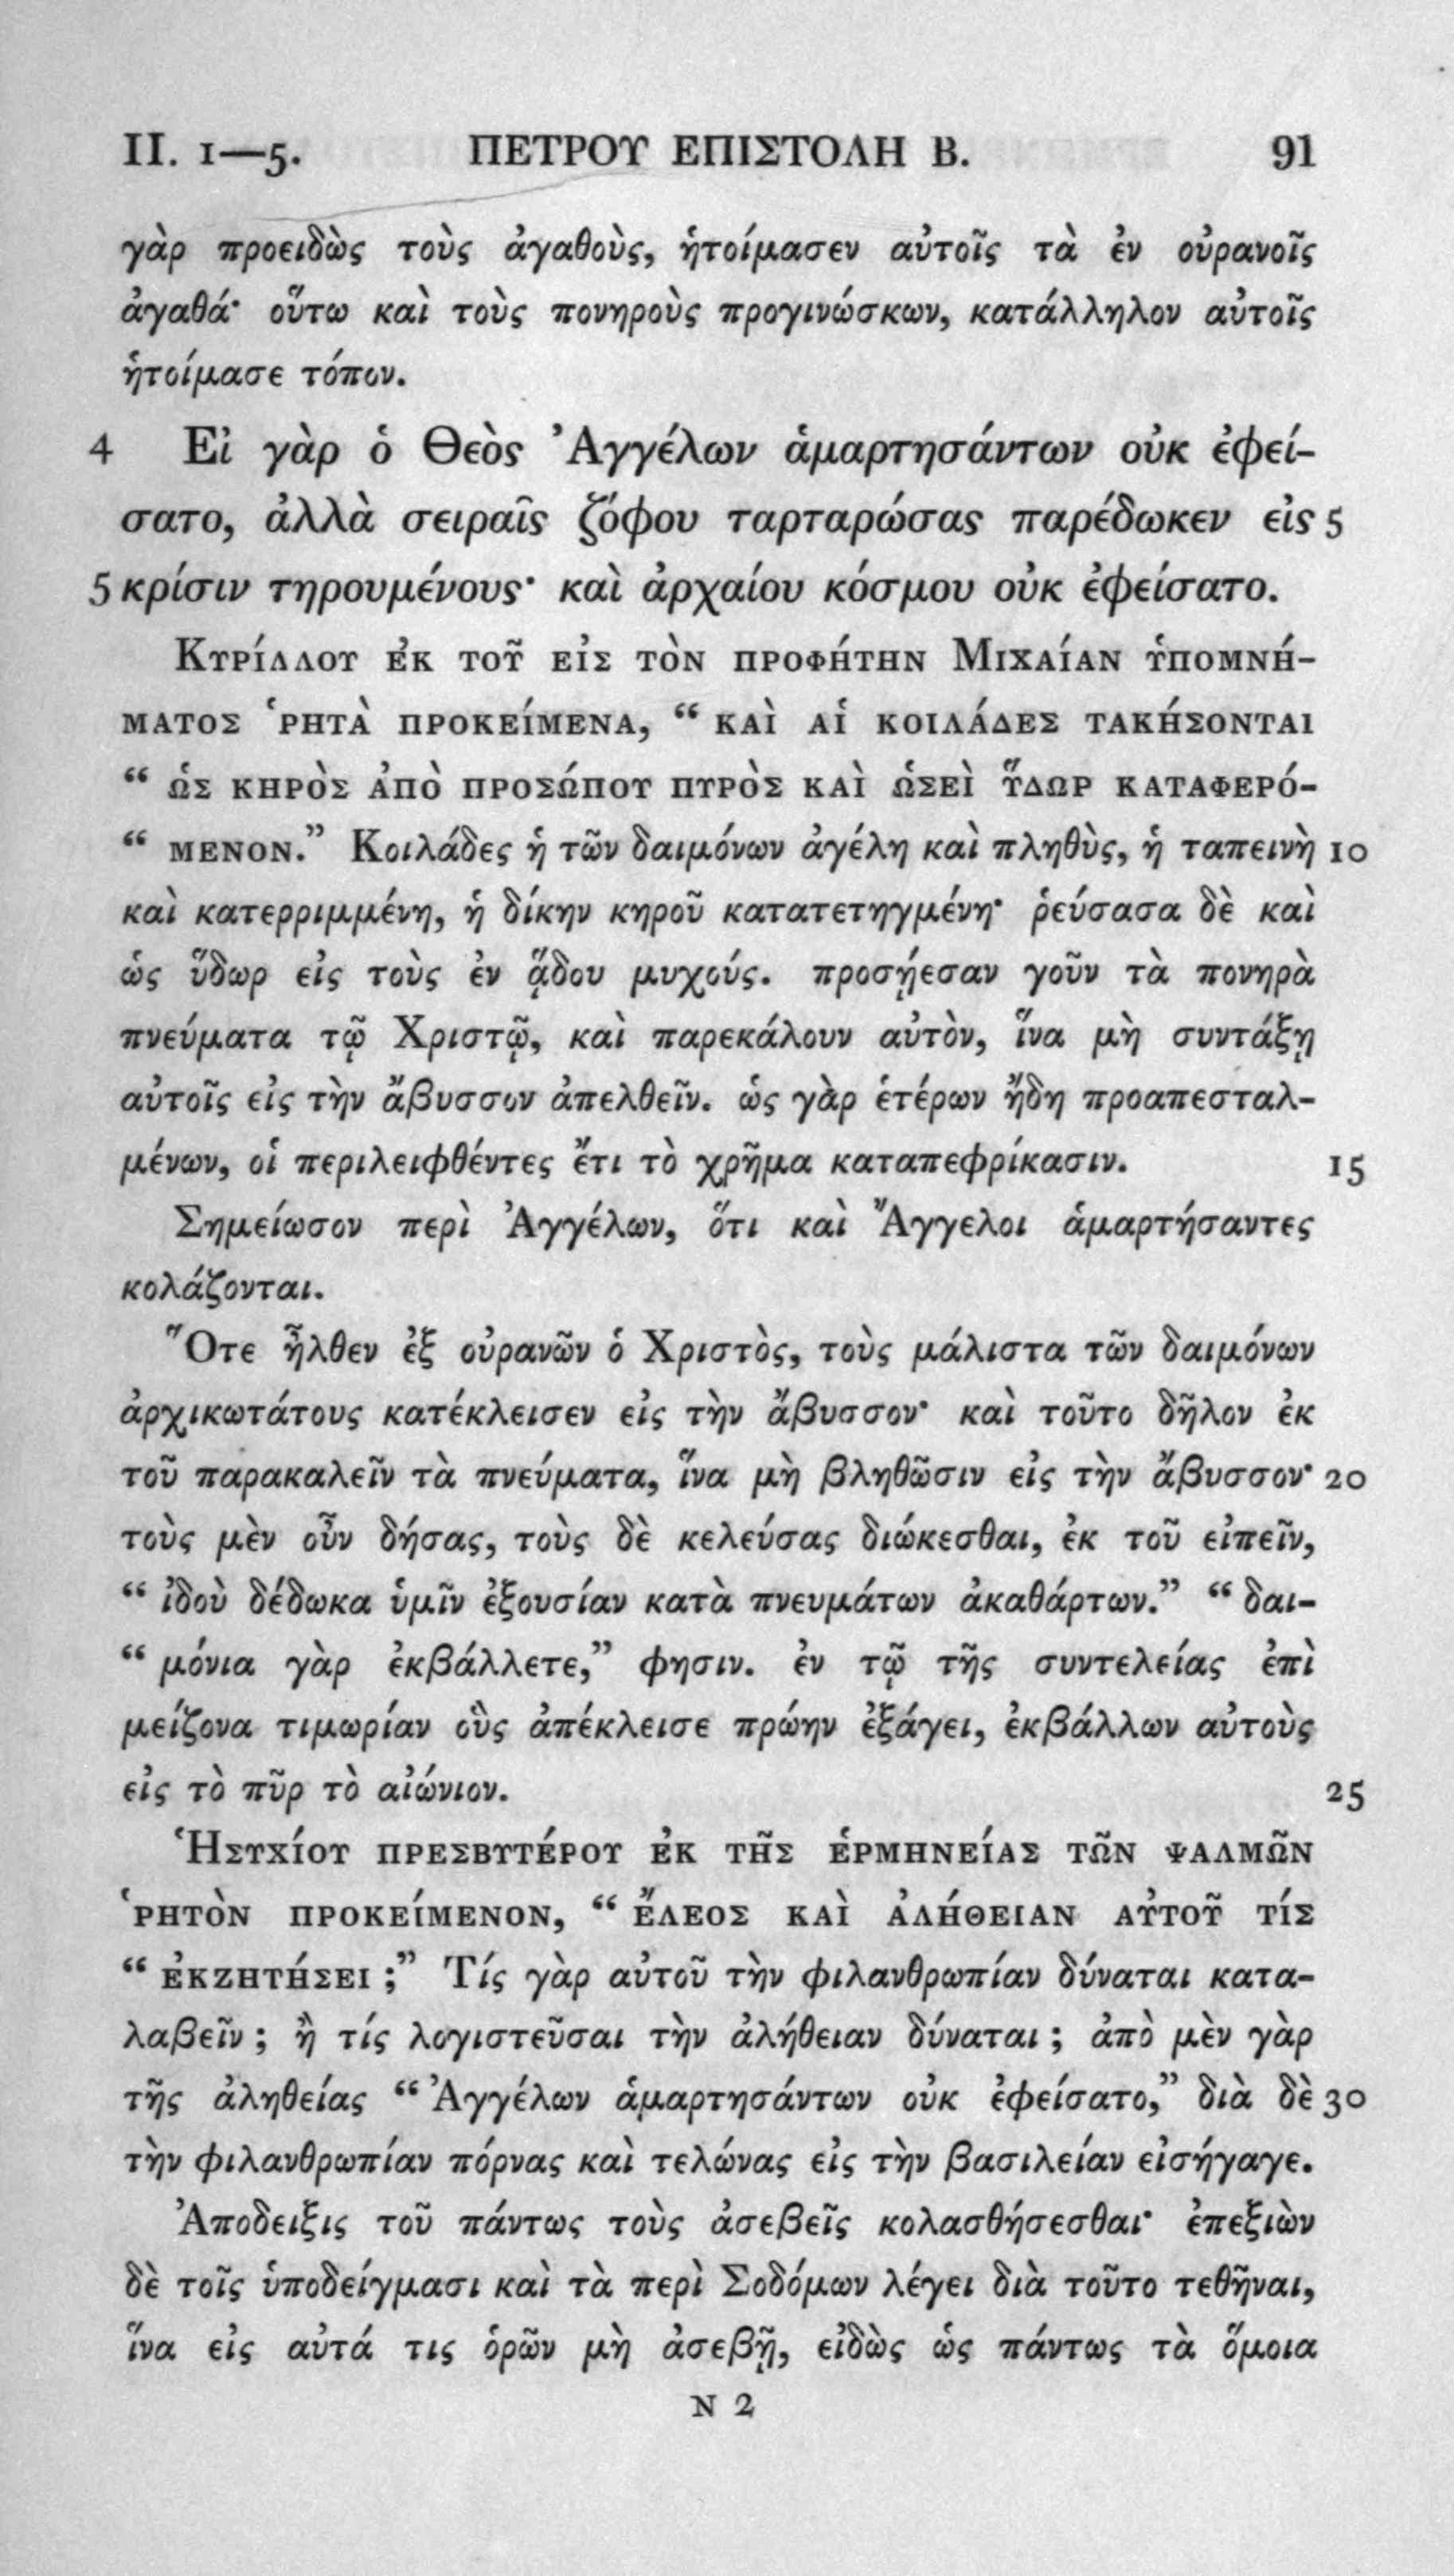 II. 1—5. ΠΕΤΡΟΥ ΕΠΙΣΤΟΛΗ Β. 91
γὰρ προειδὼς τοὺς ἀγαθοὺς, ἡτοίμασεν αὐτοῖς τὰ ἐν οὐρανοῖς
ἀγαθά· οὕτω καὶ τοὺς πονηροὺς προγινώσκων, κατάλληλον αὐτοῖς
ἡτοίμασε τόπον.
4 Εἰ γὰρ ὁ Θεὸς Ἀγγέλων ἁμαρτησάντων οὐκ ἐφεί-
σατο, ἀλλὰ σειραῖς ζόφου ταρταρώσας παρέδωκεν εἰς 5
5 κρίσιν τηρουμένους· καὶ ἀρχαίου κόσμου οὐκ ἐφείσατο.
Κυρίλλου ἐκ τοῦ εἰς τὸν προφήτην Μιχαίαν ὑπομνή-
ματος ῥητὰ προκείμενα, “ καὶ αἱ κοιλάδες τακήσονται
“ ὡς κηρὸς ἀπὸ προσώπου πυρὸς καὶ ὡσεὶ ὕδωρ καταφερό-
“ μενον.” Κοιλάδες ἡ τῶν δαιμόνων ἀγέλη καὶ πληθὺς, ἡ ταπεινὴ 10
καὶ κατερριμμένη, ἡ δίκην κηροῦ κατατετηγμένη· ῥεύσασα δὲ καὶ
ὡς ὕδωρ εἰς τοὺς ἐν ᾅδου μυχούς. προσῄεσαν γοῦν τὰ πονηρὰ
πνεύματα τῷ Χριστῷ, καὶ παρεκάλουν αὐτὸν, ἵνα μὴ συντάξῃ
αὐτοῖς εἰς τὴν ἄβυσσον ἀπελθεῖν. ὡς γὰρ ἑτέρων ἤδη προαπεσταλ-
μένων, οἱ περιλειφθέντες ἔτι τὸ χρῆμα καταπεφρίκασιν. 15
Σημείωσον περὶ Ἀγγέλων, ὅτι καὶ Ἄγγελοι ἁμαρτήσαντες
κολάζονται.
Ὅτε ἦλθεν ἐξ οὐρανῶν ὁ Χριστὸς, τοὺς μάλιστα τῶν δαιμόνων
ἀρχικωτάτους κατέκλεισεν εἰς τὴν ἄβυσσον· καὶ τοῦτο δῆλον ἐκ
τοῦ παρακαλεῖν τὰ πνεύματα, ἵνα μὴ βληθῶσιν εἰς τὴν ἄβυσσον· 20
τοὺς μὲν οὖν δήσας, τοὺς δὲ κελεύσας διώκεσθαι, ἐκ τοῦ εἰπεῖν,
“ ἰδοὺ δέδωκα ὑμῖν ἐξουσίαν κατὰ πνευμάτων ἀκαθάρτων.” “ δαι-
“ μόνια γὰρ ἐκβάλλετε,” φησιν. ἐν τῷ τῆς συντελείας ἐπὶ
μείζονα τιμωρίαν οὓς ἀπέκλεισε πρώην ἐξάγει, ἐκβάλλων αὐτοὺς
εἰς τὸ πῦρ τὸ αἰώνιον. 25
Ἡσυχίου πρεσβυτέρου ἐκ τῆς ἑρμηνείας τῶν ψαλμῶν
ῥητὸν προκείμενον, “ ἔλεος καὶ ἀλήθειαν αὐτοῦ τίς
“ ἐκζητήσει ;” Τίς γὰρ αὐτοῦ τὴν φιλανθρωπίαν δύναται κατα-
λαβεῖν ; ἢ τίς λογιστεῦσαι τὴν ἀλήθειαν δύναται ; ἀπὸ μὲν γὰρ
τῆς ἀληθείας “ Ἀγγέλων ἁμαρτησάντων οὐκ ἐφείσατο,” διὰ δὲ 30
τὴν φιλανθρωπίαν πόρνας καὶ τελώνας εἰς τὴν βασιλείαν εἰσήγαγε.
Ἀποδειξις τοῦ πάντως τοὺς ἀσεβεῖς κολασθήσεσθαι· ἐπεξιὼν
δὲ τοῖς ὑποδείγμασι καὶ τὰ περὶ Σοδόμων λέγει διὰ τοῦτο τεθῆναι,
ἵνα εἰς αὐτά τις ὁρῶν μὴ ἀσεβῇ, εἰδὼς ὡς πάντως τὰ ὅμοια
N 2